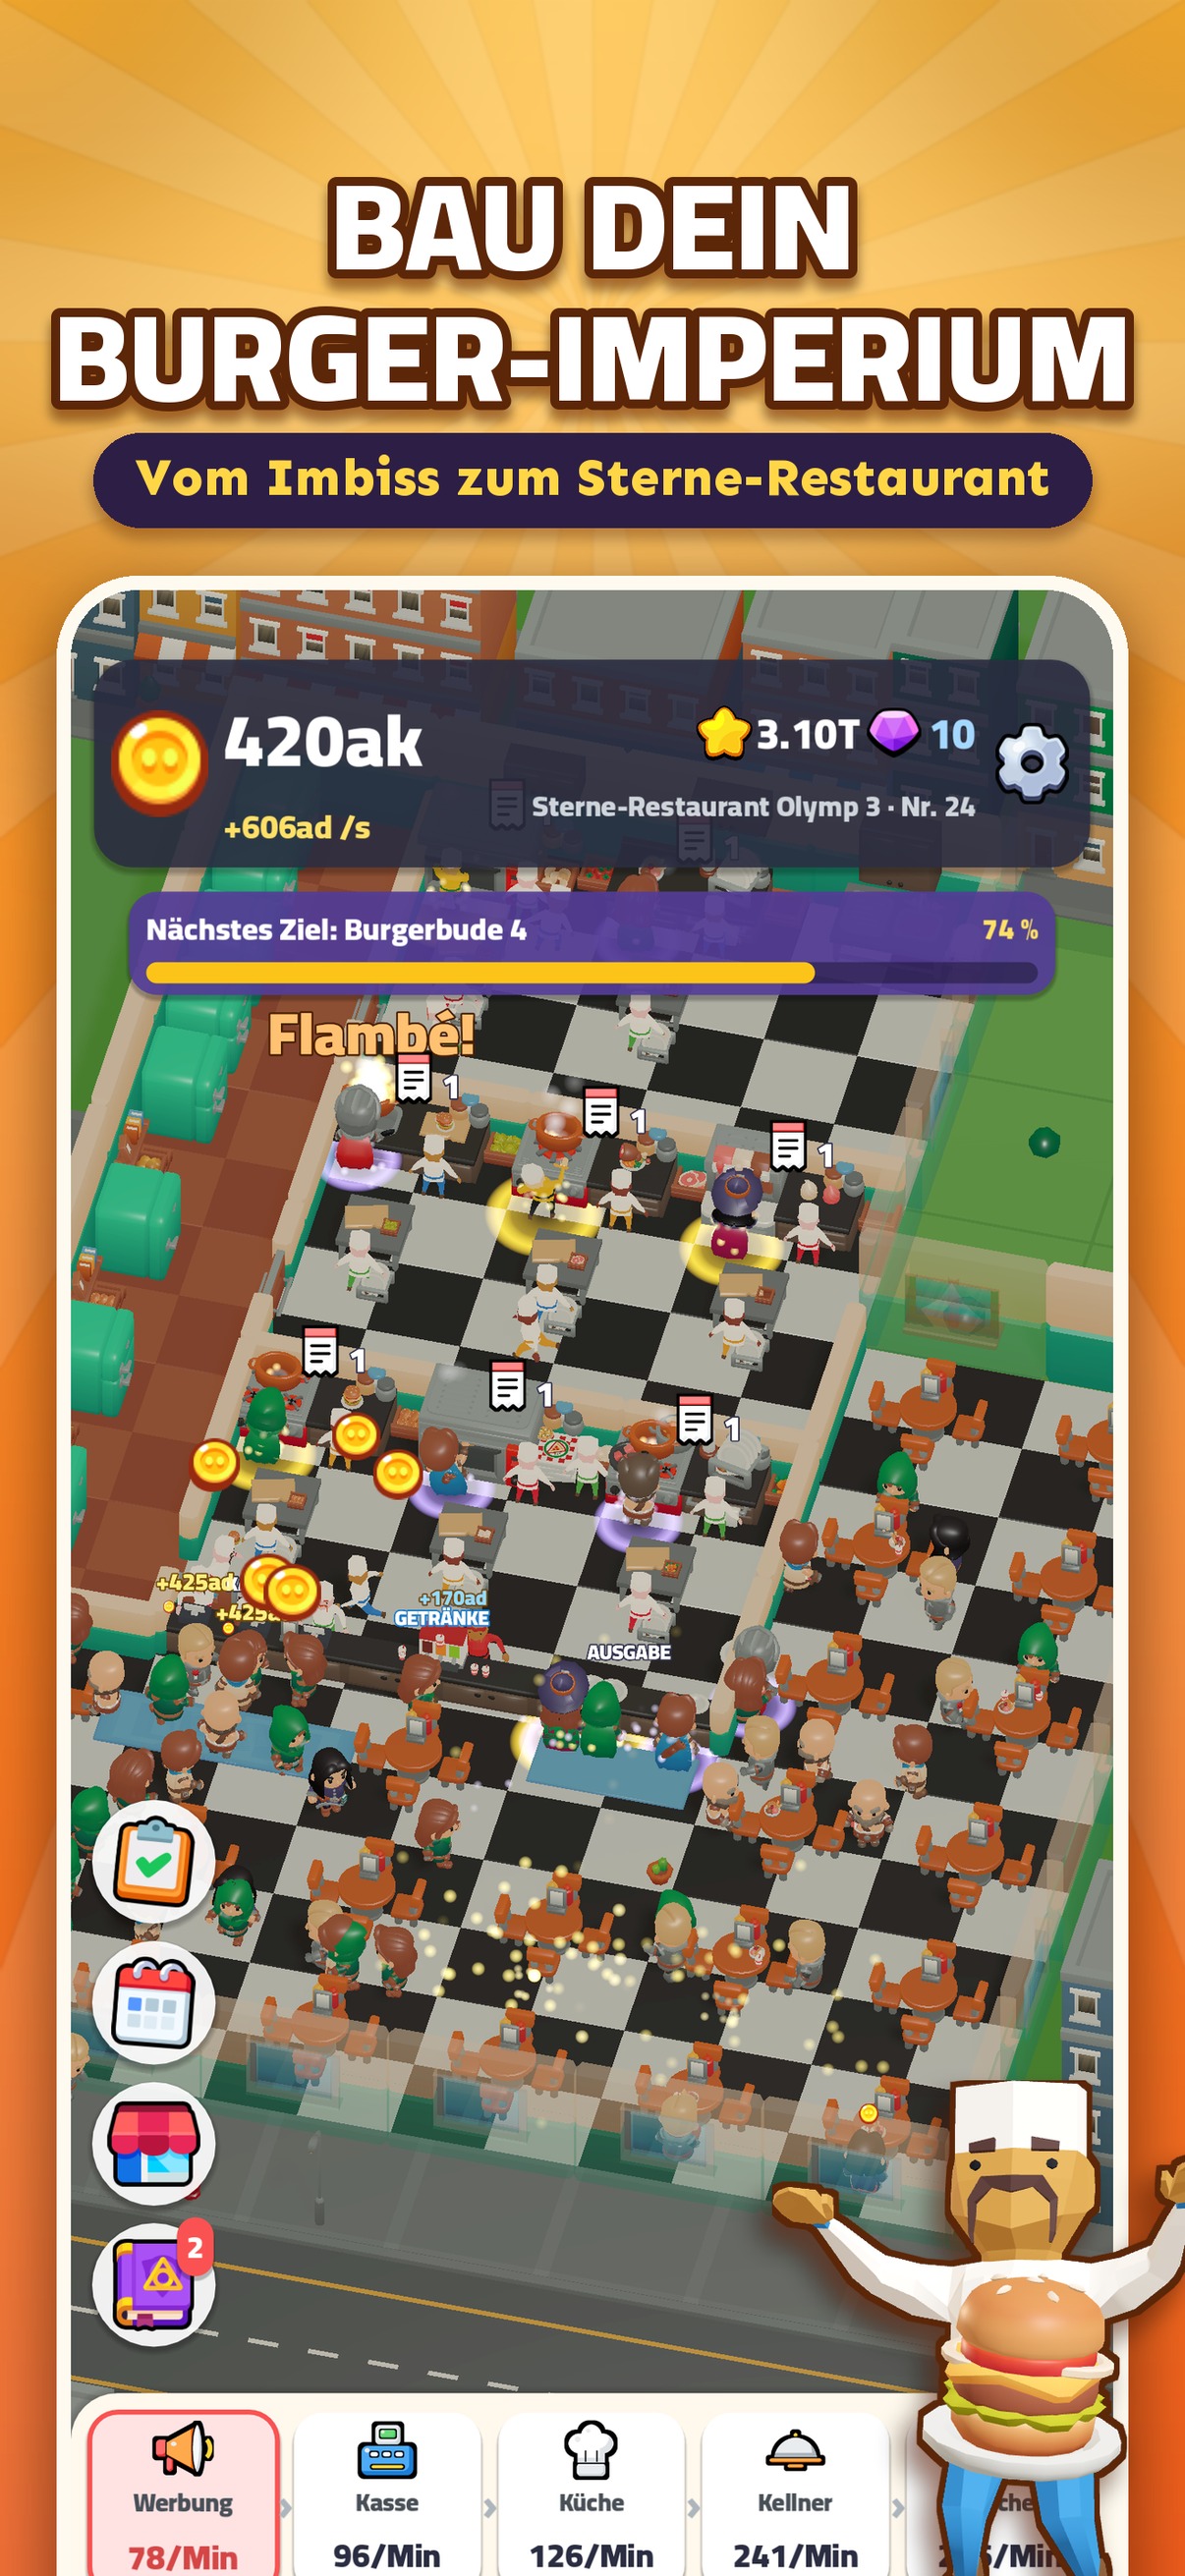 BAU DEIN
BURGER-IMPERIUM
Vom Imbiss zum Sterne-Restaurant
420ak
3.10T 10
+606ad /s
Sterne-Restaurant Olymp 3 · Nr. 24
1
Nächstes Ziel: Burgerbude 4 74 %
Flambé!
1
1
1
1
1
1
+425ad
+425a
+170ad
GETRÄNKE
AUSGABE
2
Werbung Kasse Küche Kellner
78/Min 96/Min 126/Min 241/Min